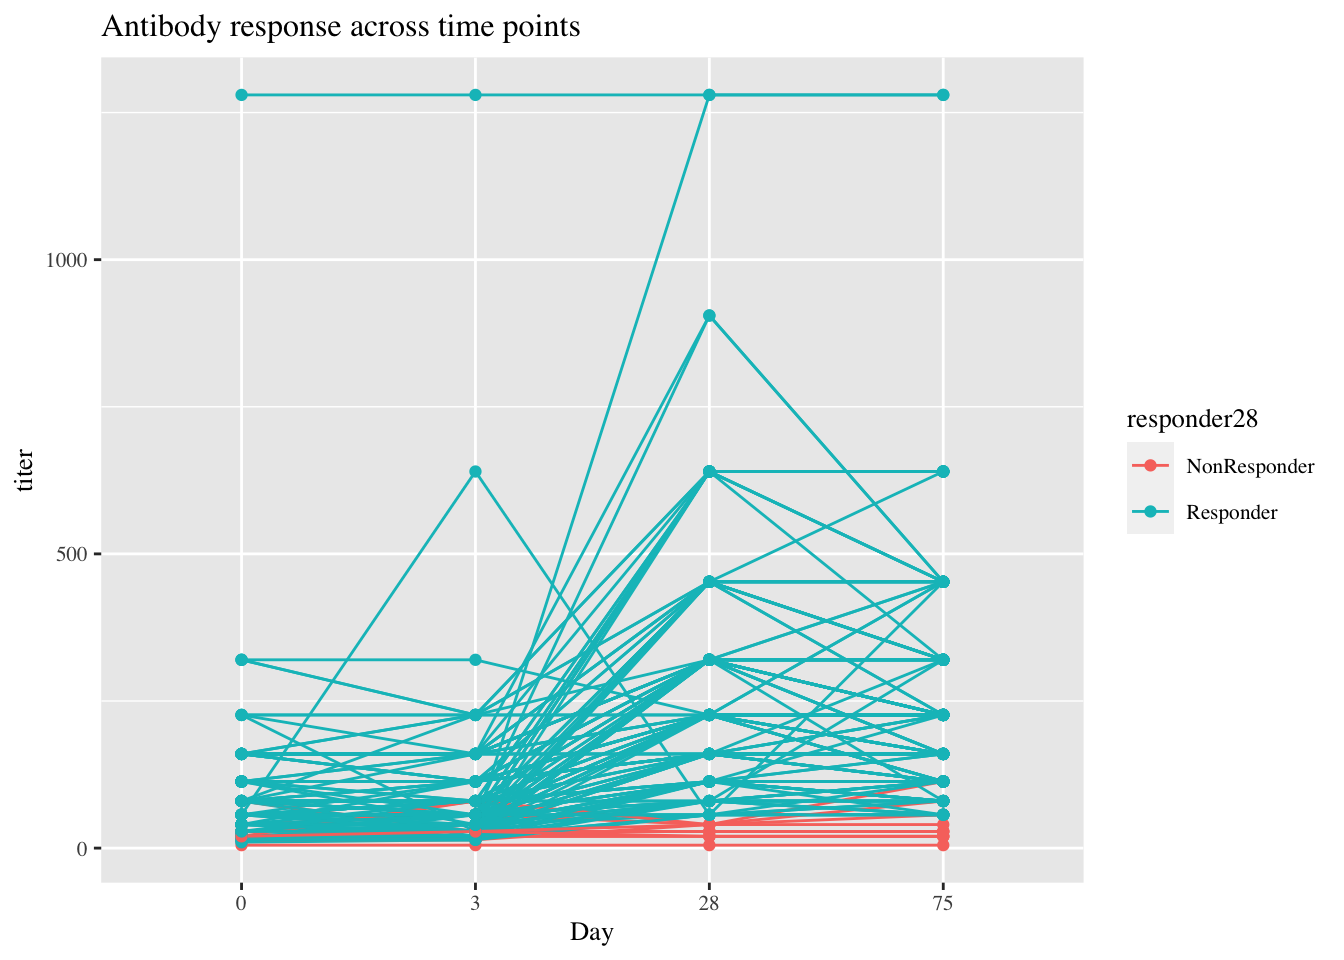 Antibody response across time points
titer
1000
500
0
0 3 28 75
Day
responder28
NonResponder
Responder